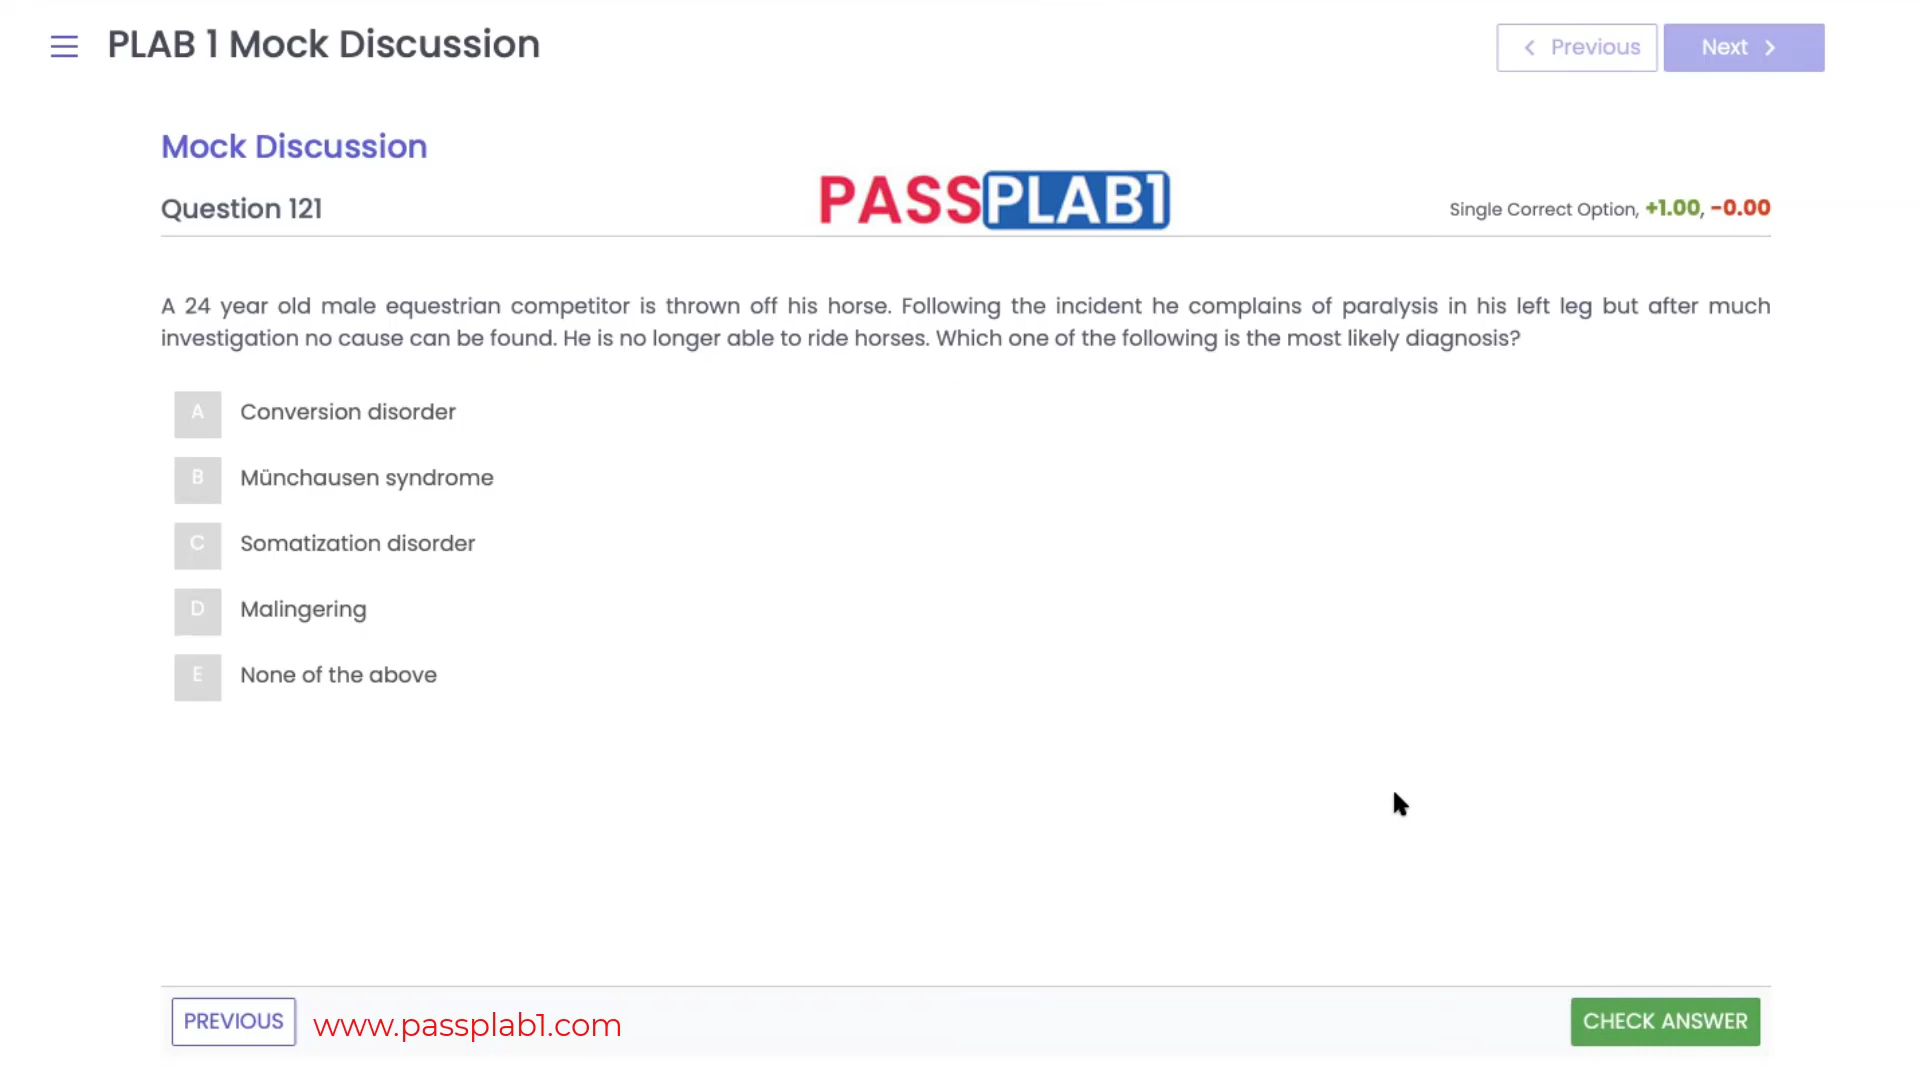 PLAB 1 Mock Discussion
Previous
Next
Mock Discussion
Question 121
PASSPLAB1
Single Correct Option, +1.00, -0.00
A 24 year old male equestrian competitor is thrown off his horse. Following the incident he complains of paralysis in his left leg but after much
investigation no cause can be found. He is no longer able to ride horses. Which one of the following is the most likely diagnosis?
A Conversion disorder
B Münchausen syndrome
C Somatization disorder
D Malingering
E None of the above
PREVIOUS
www.passplab1.com
CHECK ANSWER